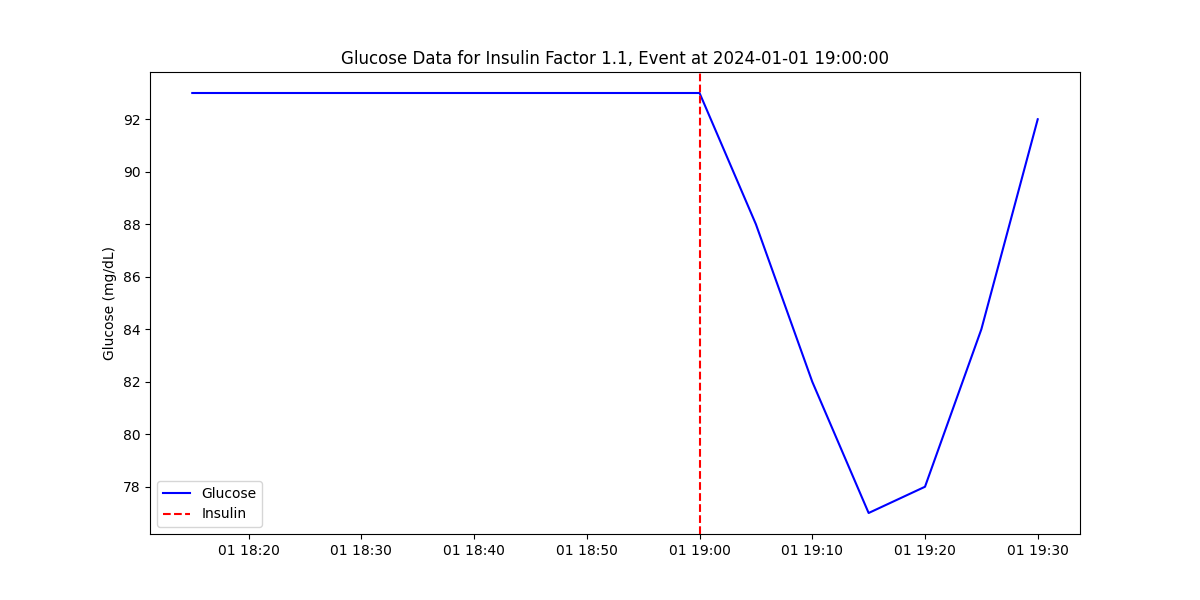 Glucose Data for Insulin Factor 1.1, Event at 2024-01-01 19:00:00
Glucose (mg/dL)
92
90
88
86
84
82
80
78
Glucose
Insulin
01 18:20 01 18:30 01 18:40 01 18:50 01 19:00 01 19:10 01 19:20 01 19:30